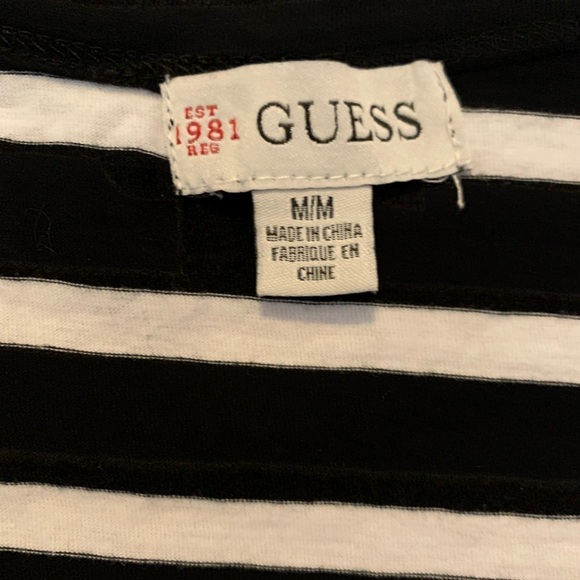 EST
1981
REG
GUESS
M/M
MADE IN CHINA
FABRIQUE EN
CHINE